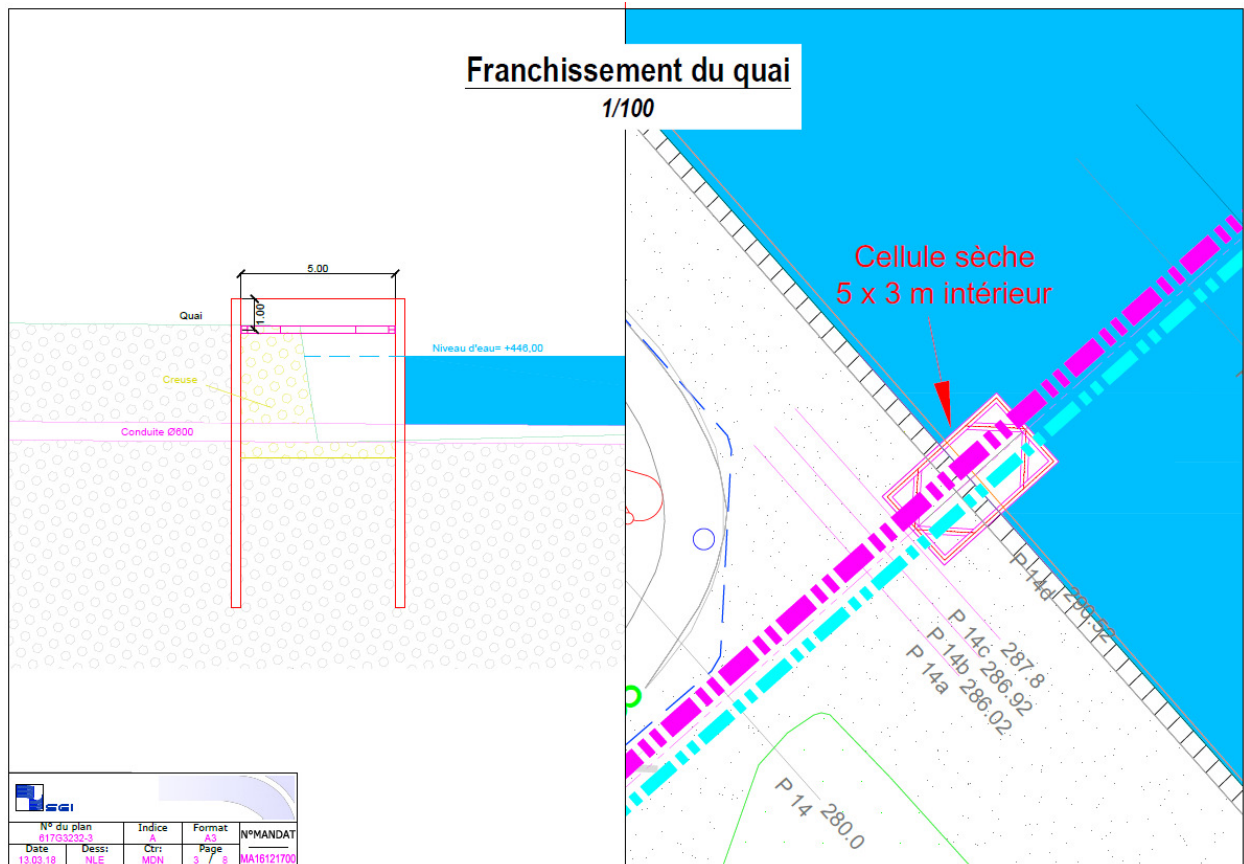 Franchissement du quai
1/100
5.00
1.00
Quai
Niveau d'eau= +446,00
Creuse
Conduite Ø600
Cellule sèche
5 x 3 m intérieur
P 14d 290.52
P 14c 287.8
P 14b 286.92
P 14a 286.02
P 14 280.0
SGI
N° du plan
617G3232-3
Indice
A
Format
A3
N°MANDAT
MA16121700
Date
13.03.18
Dess:
NLE
Ctr:
MDN
Page
3 / 8